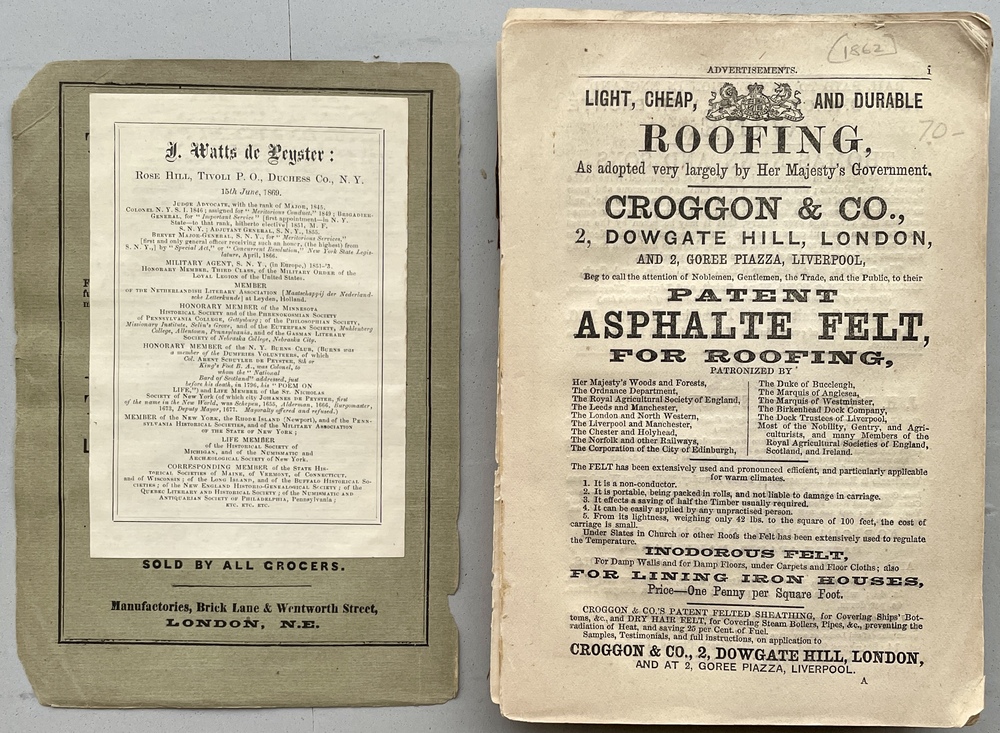 J. Watts de Peyster:
Rose Hill, Tivoli P. O., Duchess Co., N. Y.
15th June, 1869.
Judge Advocate, with the rank of Major, 1845,
Colonel N. Y. S. I. 1846; assigned for "Meritorious Conduct," 1849; Brigadier-
General, for "Important Service" [first appointment—in N. Y.
State—to that rank, hitherto elective] 1851, M. F.
S. N. Y.; Adjutant General, S. N. Y., 1855.
Brevet Major-General, S. N. Y., for "Meritorious Services,"
[first and only general officer receiving such an honor, (the highest) from
S. N. Y.,] by "Special Act," or "Concurrent Resolution," New York State Legis-
lature, April, 1866.
MILITARY AGENT, S. N. Y., (in Europe,) 1851-'3.
Honorary Member, Third Class, of the Military Order of the
Loyal Legion of the United States.
MEMBER
of the Netherlandish Literary Association [Maatschappij der Nederland-
sche Letterkunde] at Leyden, Holland.
HONORARY MEMBER of the Minnesota
Historical Society and of the Phrenokosmian Society
of Pennsylvania College, Gettysburg; of the Philosophian Society,
Missionary Institute, Selin's Grove, and of the Euterpean Society, Muhlenberg
College, Allentown, Pennsylvania, and of the Gasman Literary
Society of Nebraska College, Nebraska City.
HONORARY MEMBER of the N. Y. Burns Club, (Burns was
a member of the Dumfries Volunteers, of which
Col. Arent Schuyler de Peyster, 8th or
King's Foot B. A., was Colonel, to
whom the "National
Bard of Scotland" addressed, just
before his death, in 1796, his "POEM ON
LIFE,") and Life Member of the St. Nicholas
Society of New York (of which city Johannes de Peyster, first
of the name in the New World, was Schepen, 1655, Alderman, 1666, Burgomaster,
1673, Deputy Mayor, 1677. Mayoralty offered and refused.)
MEMBER of the New York, the Rhode Island (Newport), and of the Penn-
sylvania Historical Societies, and of the Military Association
of the State of New York;
LIFE MEMBER
of the Historical Society of
Michigan, and of the Numismatic and
Archæological Society of New York.
CORRESPONDING MEMBER of the State His-
torical Societies of Maine, of Vermont, of Connecticut,
and of Wisconsin; of the Long Island, and of the Buffalo Historical So-
cieties; of the New England Historic-Genealogical Society; of the
Quebec Literary and Historical Society; of the Numismatic and
Antiquarian Society of Philadelphia, Pennsylvania;
etc. etc. etc.
SOLD BY ALL GROCERS.
Manufactories, Brick Lane & Wentworth Street,
LONDON, N.E.
(1862)
ADVERTISEMENTS. i
LIGHT, CHEAP, AND DURABLE
70-
ROOFING,
As adopted very largely by Her Majesty's Government.
CROGGON & CO.,
2, DOWGATE HILL, LONDON,
AND 2, GOREE PIAZZA, LIVERPOOL,
Beg to call the attention of Noblemen, Gentlemen, the Trade, and the Public, to their
PATENT
ASPHALTE FELT,
FOR ROOFING,
PATRONIZED BY
Her Majesty's Woods and Forests,
The Ordnance Department,
The Royal Agricultural Society of England,
The Leeds and Manchester,
The London and North Western,
The Liverpool and Manchester,
The Chester and Holyhead,
The Norfolk and other Railways,
The Corporation of the City of Edinburgh,
The Duke of Buccleugh,
The Marquis of Anglesea,
The Marquis of Westminster,
The Birkenhead Dock Company,
The Dock Trustees of Liverpool,
Most of the Nobility, Gentry, and Agri-
culturists, and many Members of the
Royal Agricultural Societies of England,
Scotland, and Ireland.
The FELT has been extensively used and pronounced efficient, and particularly applicable
for warm climates.
1. It is a non-conductor.
2. It is portable, being packed in rolls, and not liable to damage in carriage.
3. It effects a saving of half the Timber usually required.
4. It can be easily applied by any unpractised person.
5. From its lightness, weighing only 42 lbs. to the square of 100 feet, the cost of
carriage is small.
Under Slates in Church or other Roofs the Felt has been extensively used to regulate
the Temperature.
INODOROUS FELT,
For Damp Walls and for Damp Floors, under Carpets and Floor Cloths; also
FOR LINING IRON HOUSES,
Price—One Penny per Square Foot.
CROGGON & CO.'S PATENT FELTED SHEATHING, for Covering Ships' Bot-
toms, &c., and DRY HAIR FELT, for Covering Steam Boilers, Pipes, &c., preventing the
radiation of Heat, and saving 25 per Cent. of Fuel.
Samples, Testimonials, and full instructions, on application to
CROGGON & CO., 2, DOWGATE HILL, LONDON,
AND AT 2, GOREE PIAZZA, LIVERPOOL.
A